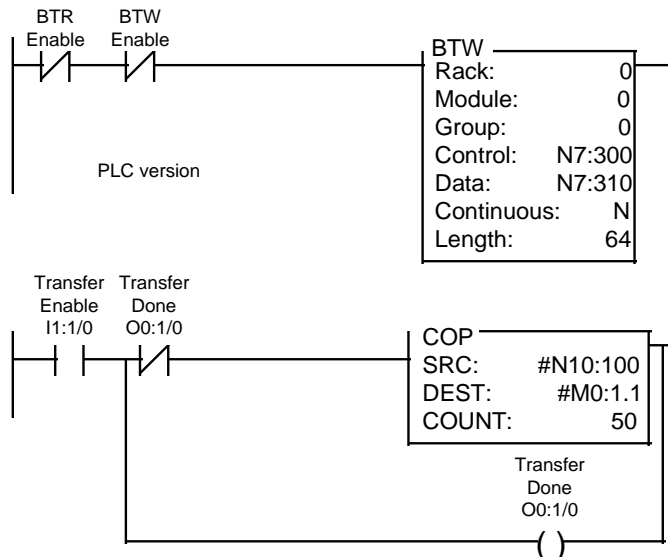 BTR BTW
Enable Enable
BTW
Rack: 0
Module: 0
Group: 0
Control: N7:300
Data: N7:310
Continuous: N
Length: 64
PLC version
Transfer Transfer
Enable Done
I1:1/0 O0:1/0
COP
SRC: #N10:100
DEST: #M0:1.1
COUNT: 50
Transfer
Done
O0:1/0